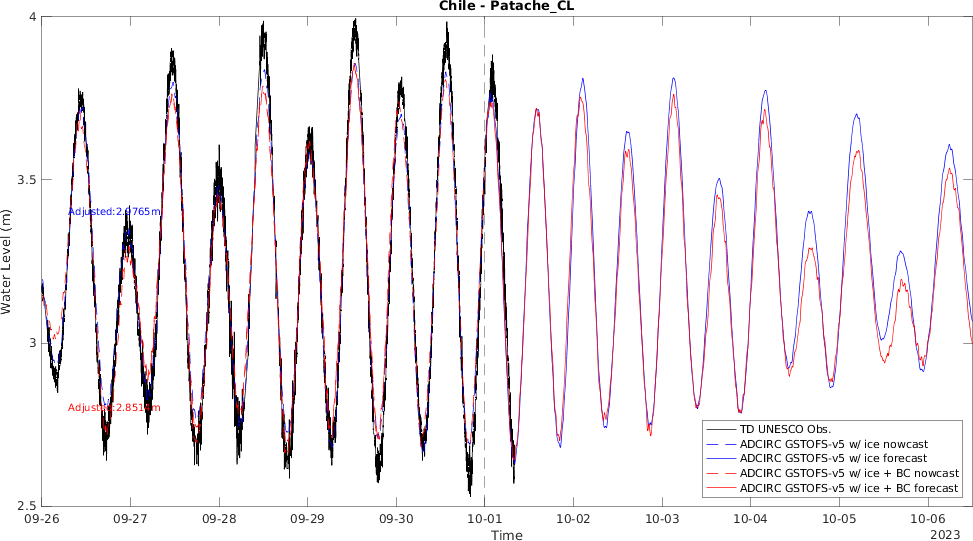 Chile - Patache_CL
Water Level (m)
4
3.5
3
2.5
Adjusted:2.9765m
Adjusted:2.851
09-26
09-27
09-28
09-29
09-30
10-01
10-02
10-03
10-04
10-05
10-06
2023
Time
TD UNESCO Obs.
ADCIRC GSTOFS-v5 w/ ice nowcast
ADCIRC GSTOFS-v5 w/ ice forecast
ADCIRC GSTOFS-v5 w/ ice + BC nowcast
ADCIRC GSTOFS-v5 w/ ice + BC forecast